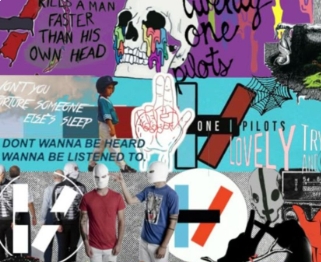 KILLS A MAN
FASTER
THAN HIS
OWN HEAD
twenty
one
pilots
WON'T YOU
SOMEONE
ELSE'S SLEEP
DONT WANNA BE HEARD
WANNA BE LISTENED TO.
ONE | PILOTS
LOVELY
TRY